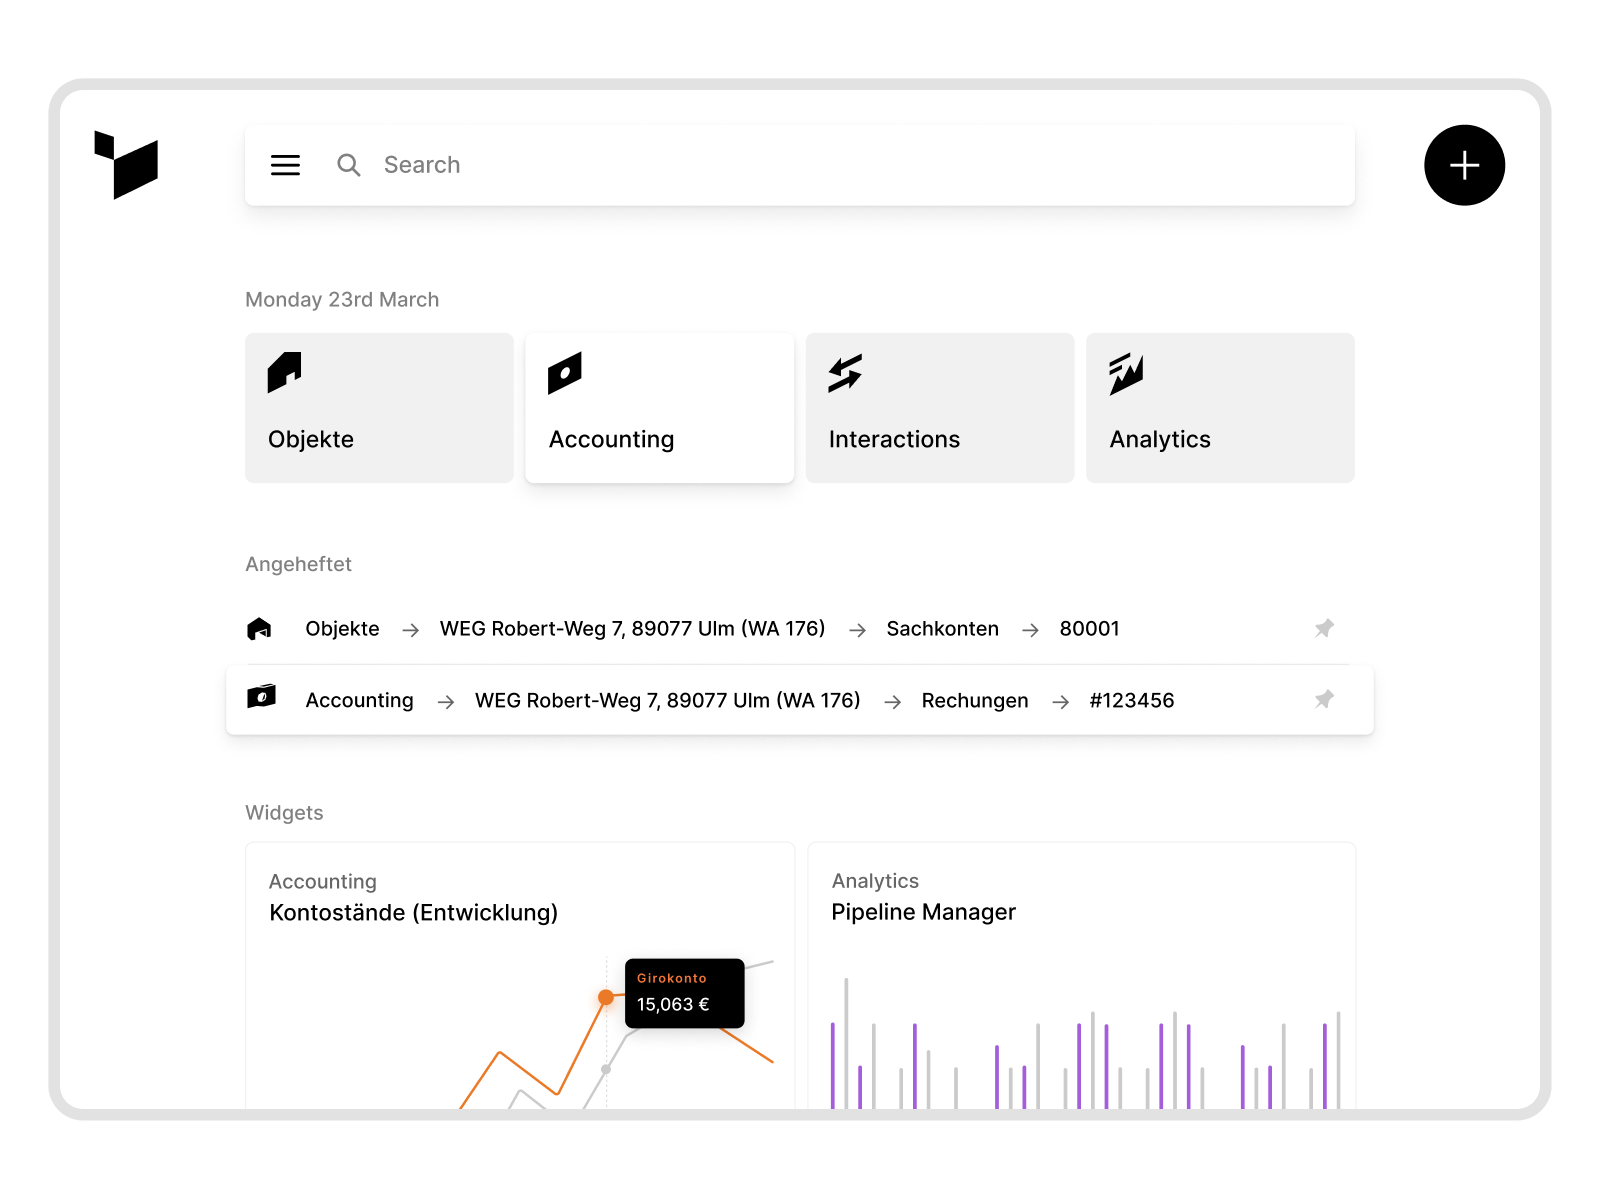 Search
Monday 23rd March
Objekte
Accounting
Interactions
Analytics
Angeheftet
Objekte → WEG Robert-Weg 7, 89077 Ulm (WA 176) → Sachkonten → 80001
Accounting → WEG Robert-Weg 7, 89077 Ulm (WA 176) → Rechungen → #123456
Widgets
Accounting
Kontostände (Entwicklung)
Girokonto
15,063 €
Analytics
Pipeline Manager